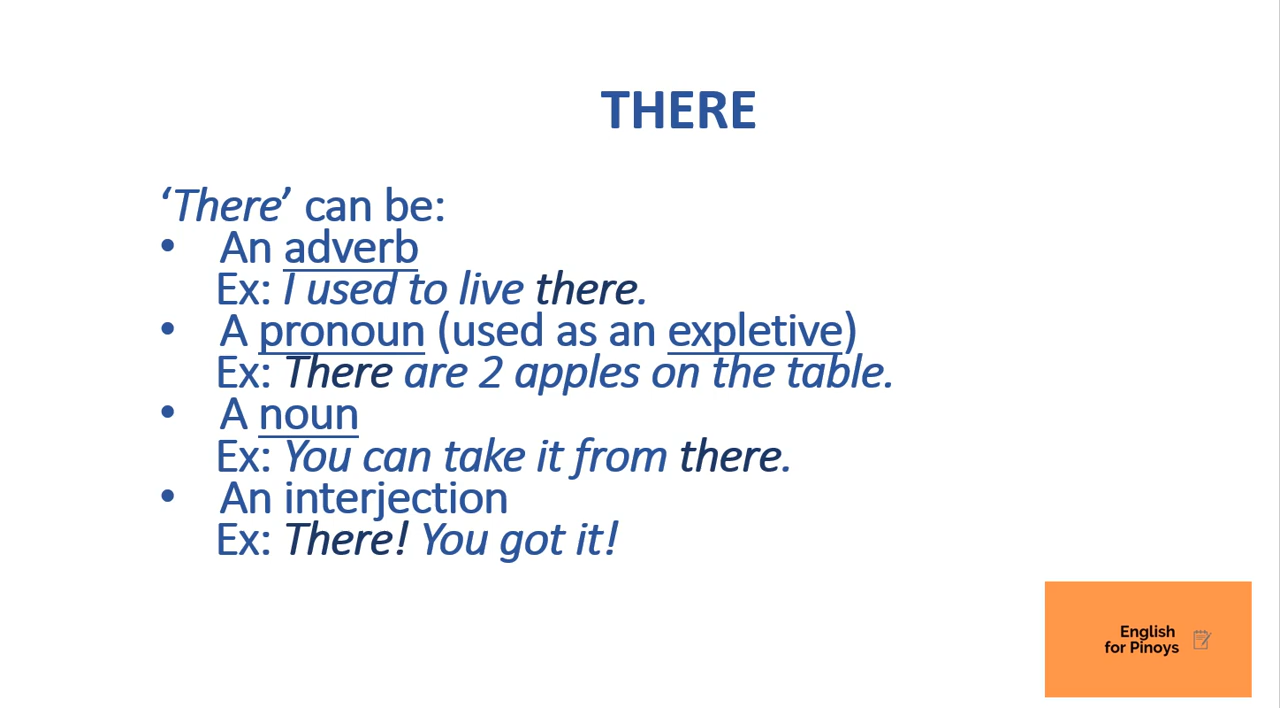 THERE
‘There’ can be:
• An adverb
Ex: I used to live there.
• A pronoun (used as an expletive)
Ex: There are 2 apples on the table.
• A noun
Ex: You can take it from there.
• An interjection
Ex: There! You got it!
English
for Pinoys